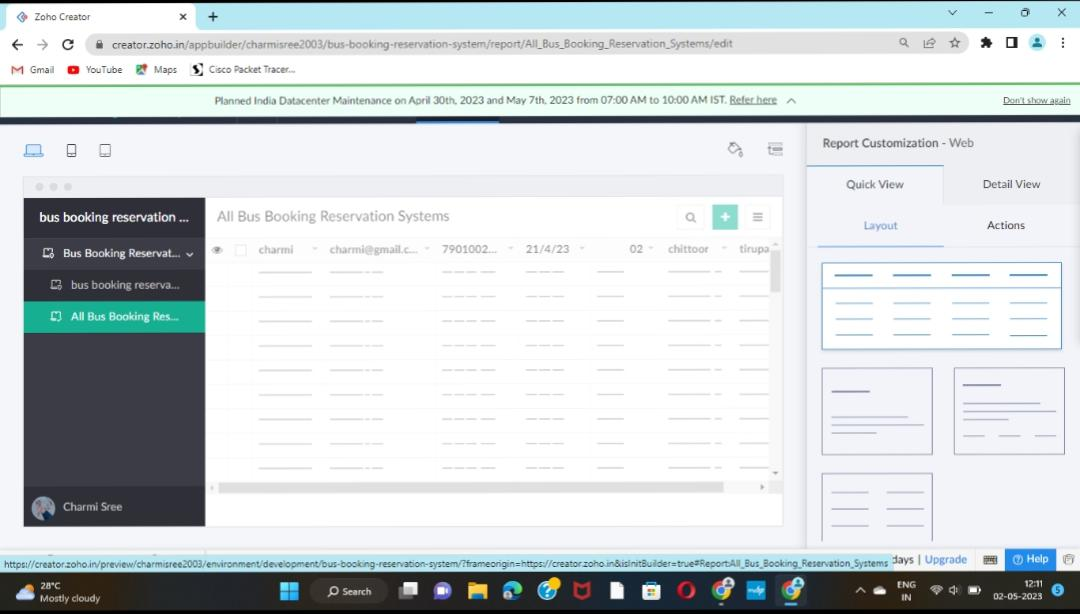 Zoho Creator
creator.zoho.in/appbuilder/charmisree2003/bus-booking-reservation-system/report/All_Bus_Booking_Reservation_Systems/edit
Gmail YouTube Maps Cisco Packet Tracer...
Planned India Datacenter Maintenance on April 30th, 2023 and May 7th, 2023 from 07:00 AM to 10:00 AM IST. Refer here Don't show again
Report Customization - Web
Quick View Detail View
Layout Actions
bus booking reservation ...
Bus Booking Reservat...
bus booking reserva...
All Bus Booking Res...
Charmi Sree
All Bus Booking Reservation Systems
charmi charmi@gmail.c... 7901002... 21/4/23 02 chittoor tirupa
https://creator.zoho.in/preview/charmisree2003/environment/development/bus-booking-reservation-system/?frameorigin=https://creator.zoho.in&isInitBuilder=true#Report:All_Bus_Booking_Reservation_Systems
days | Upgrade
Help
28°C
Mostly cloudy
Search
ENG
IN
12:11
02-05-2023
5